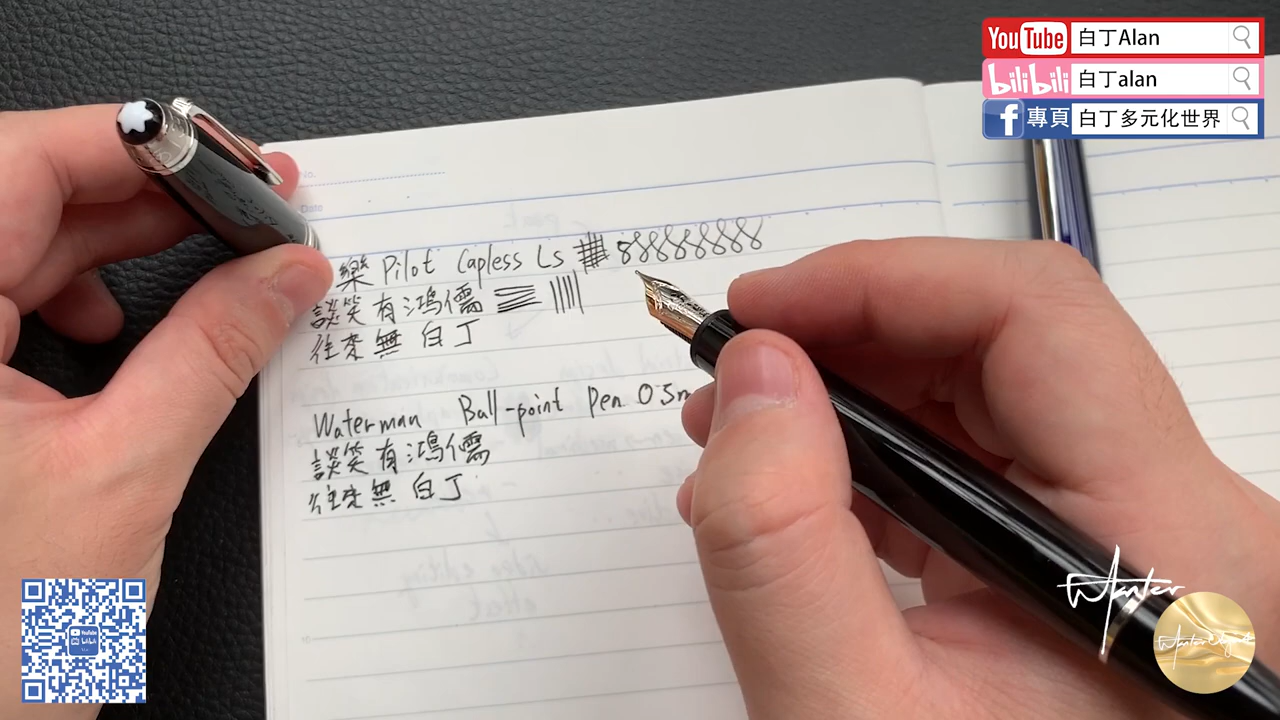 YouTube 白丁Alan
bilibili 白丁alan
f 專頁 白丁多元化世界
No.
Date
樂 Pilot Capless Ls
談笑有鴻儒
往來無白丁
Waterman Ball-point Pen 0.5m
談笑有鴻儒
往來無白丁